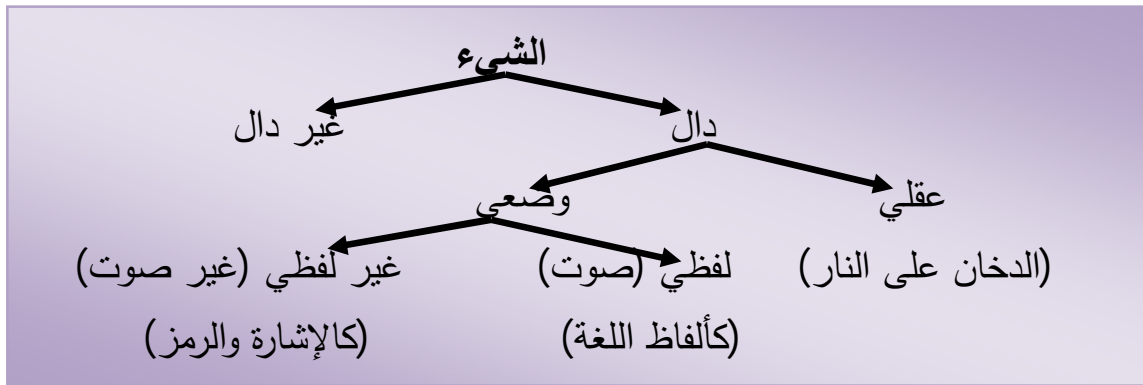 الشيء
دال غير دال
عقلي وضعي
(الدخان على النار) لفظي (صوت) غير لفظي (غير صوت)
(كألفاظ اللغة) (كالإشارة والرمز)